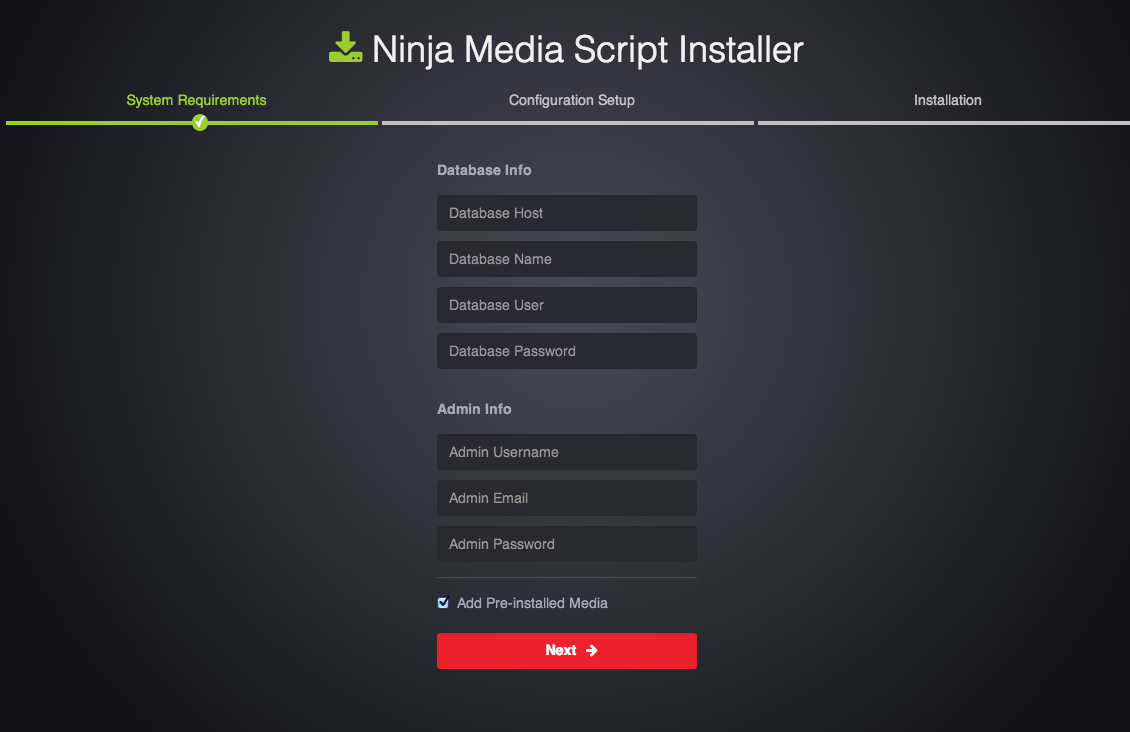 Ninja Media Script Installer
System Requirements
Configuration Setup
Installation
Database Info
Database Host
Database Name
Database User
Database Password
Admin Info
Admin Username
Admin Email
Admin Password
Add Pre-installed Media
Next